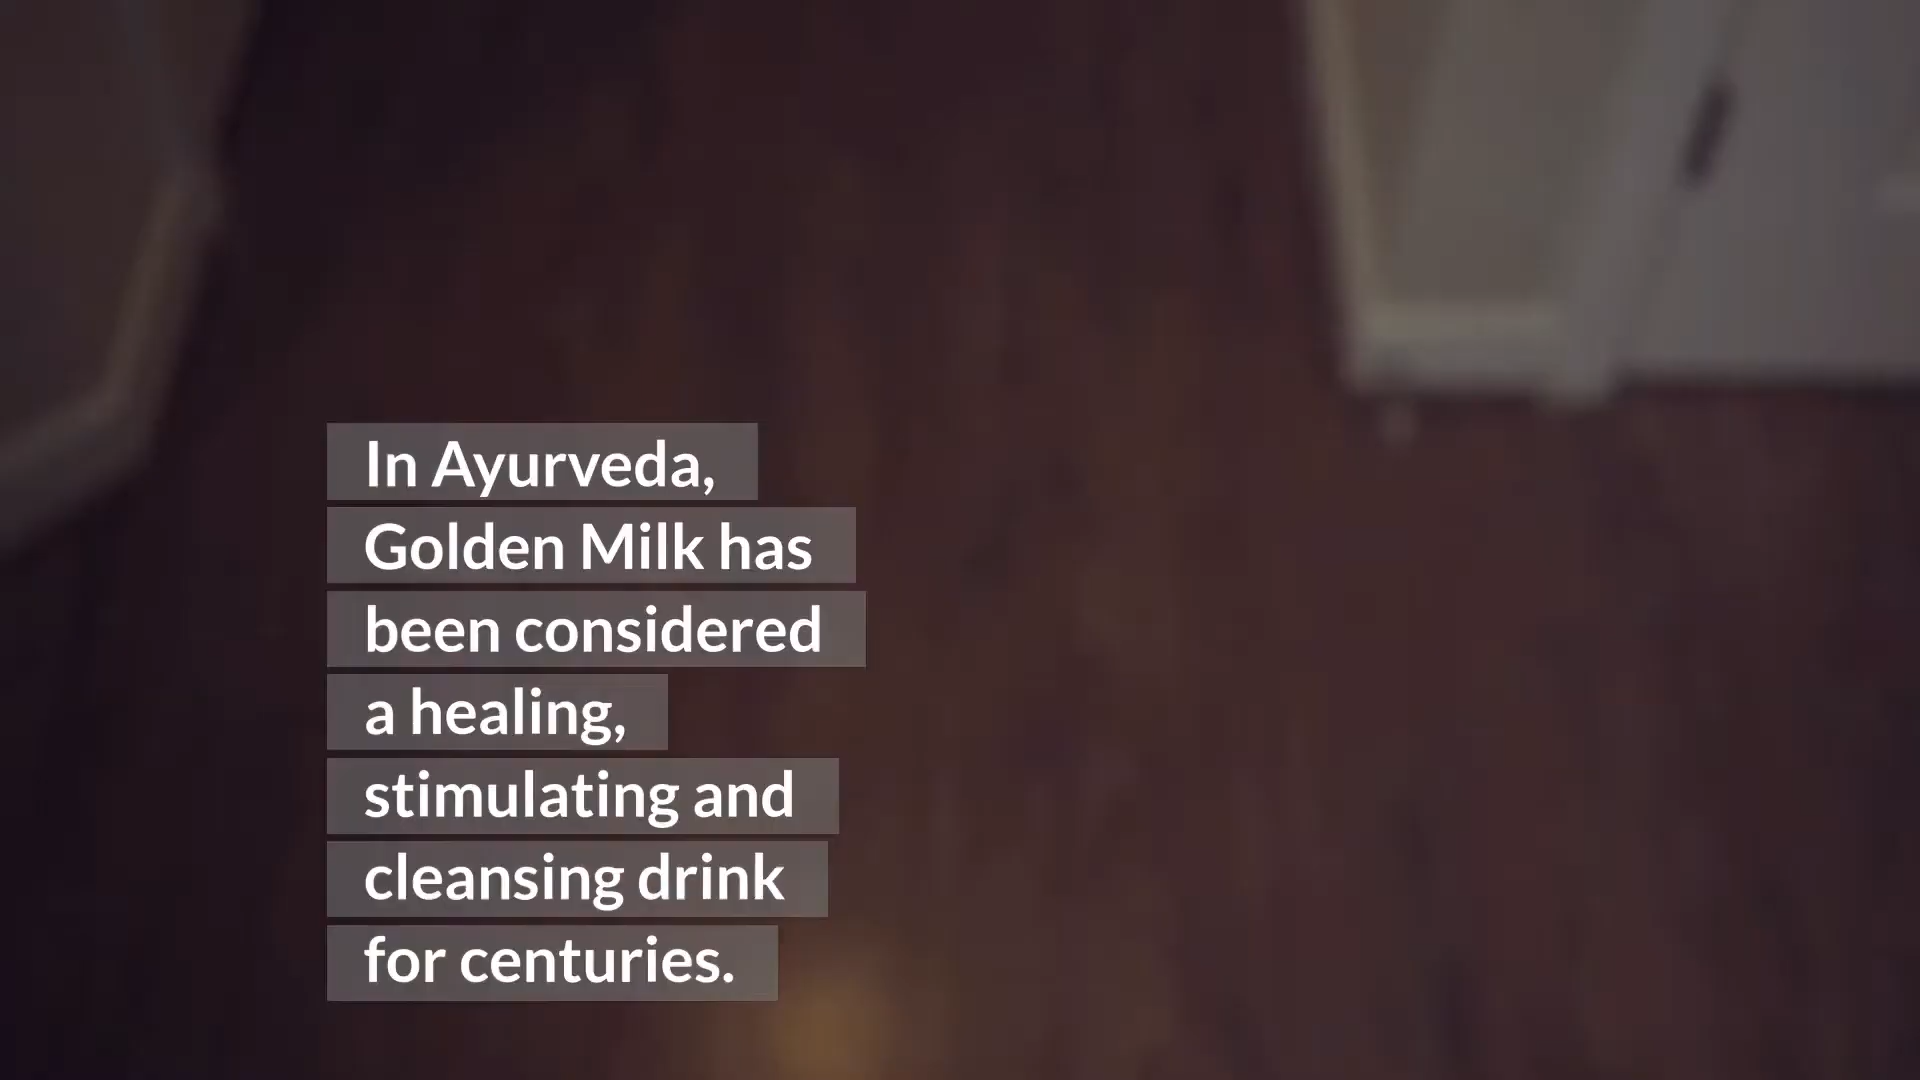 In Ayurveda,
Golden Milk has
been considered
a healing,
stimulating and
cleansing drink
for centuries.